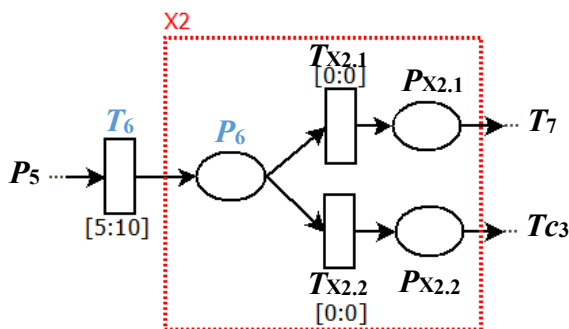 X2
TX2.1
[0:0]
PX2.1
T6
P6
T7
P5
[5:10]
Tc3
TX2.2
PX2.2
[0:0]